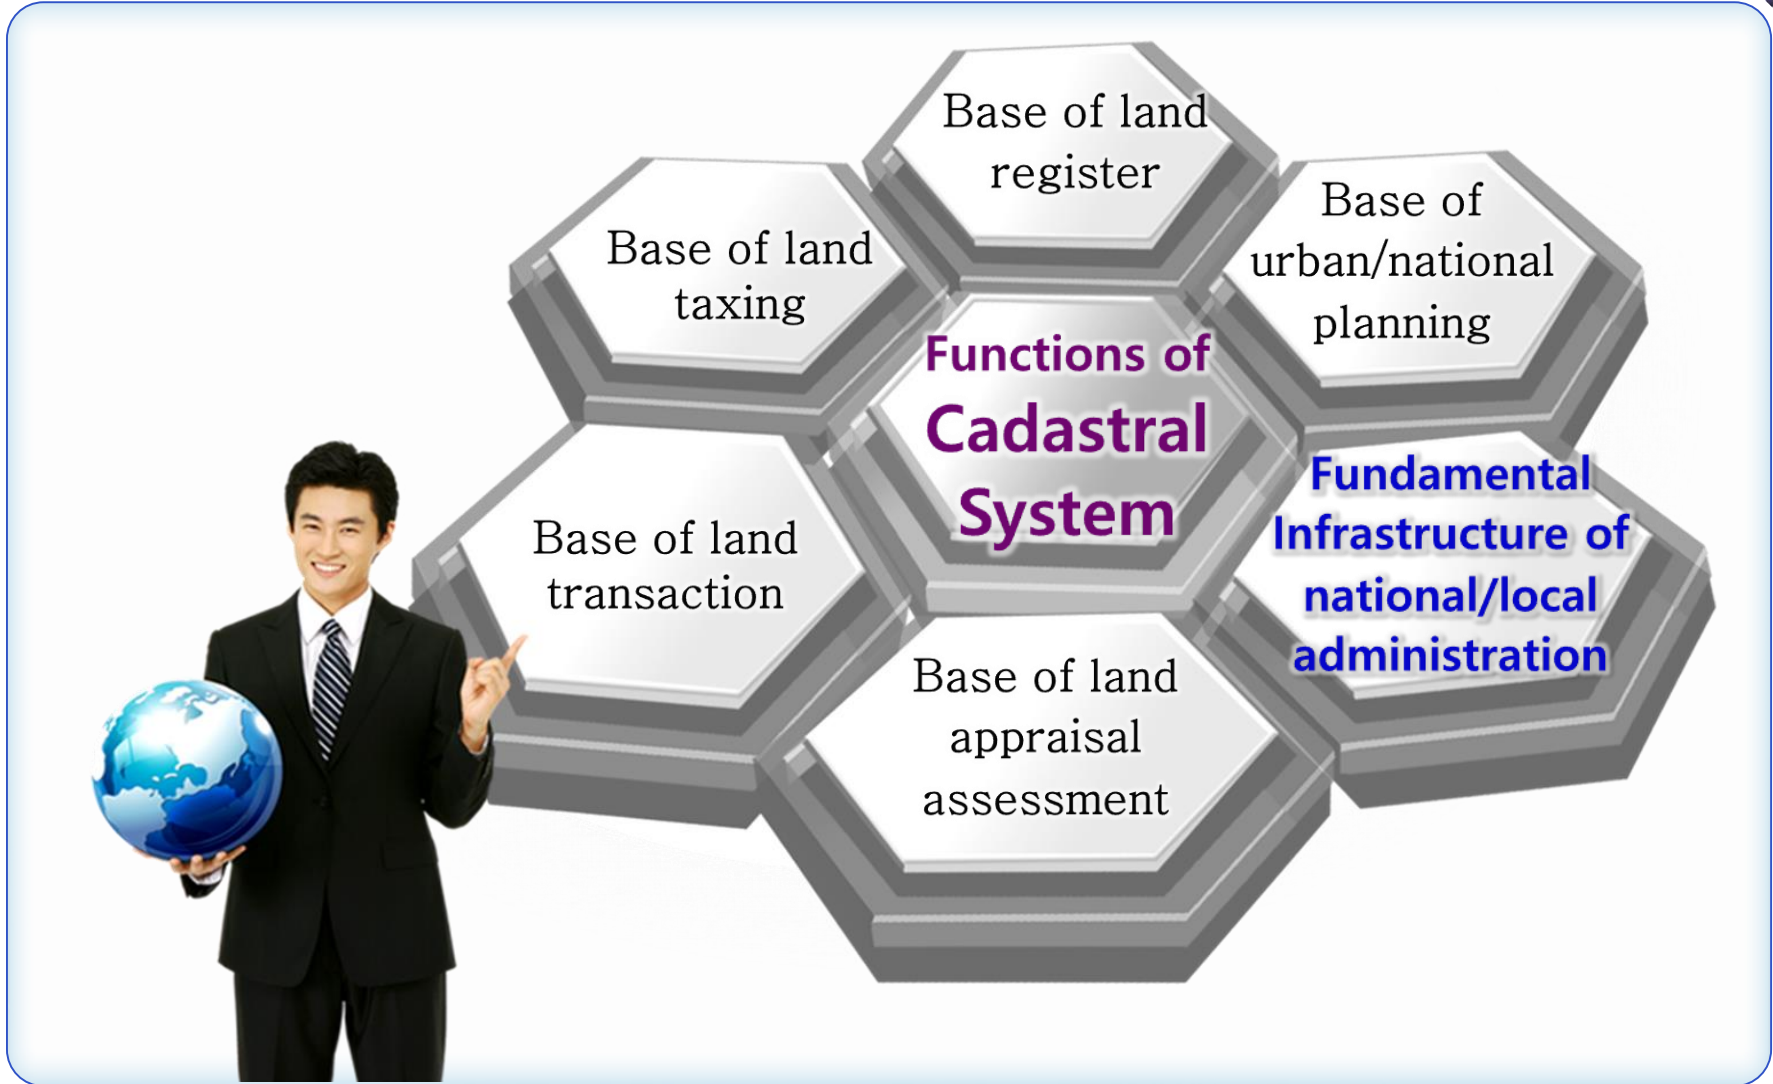 Base of land
register
Base of land
taxing
Base of
urban/national
planning
Functions of
Cadastral
System
Base of land
transaction
Fundamental
Infrastructure of
national/local
administration
Base of land
appraisal
assessment